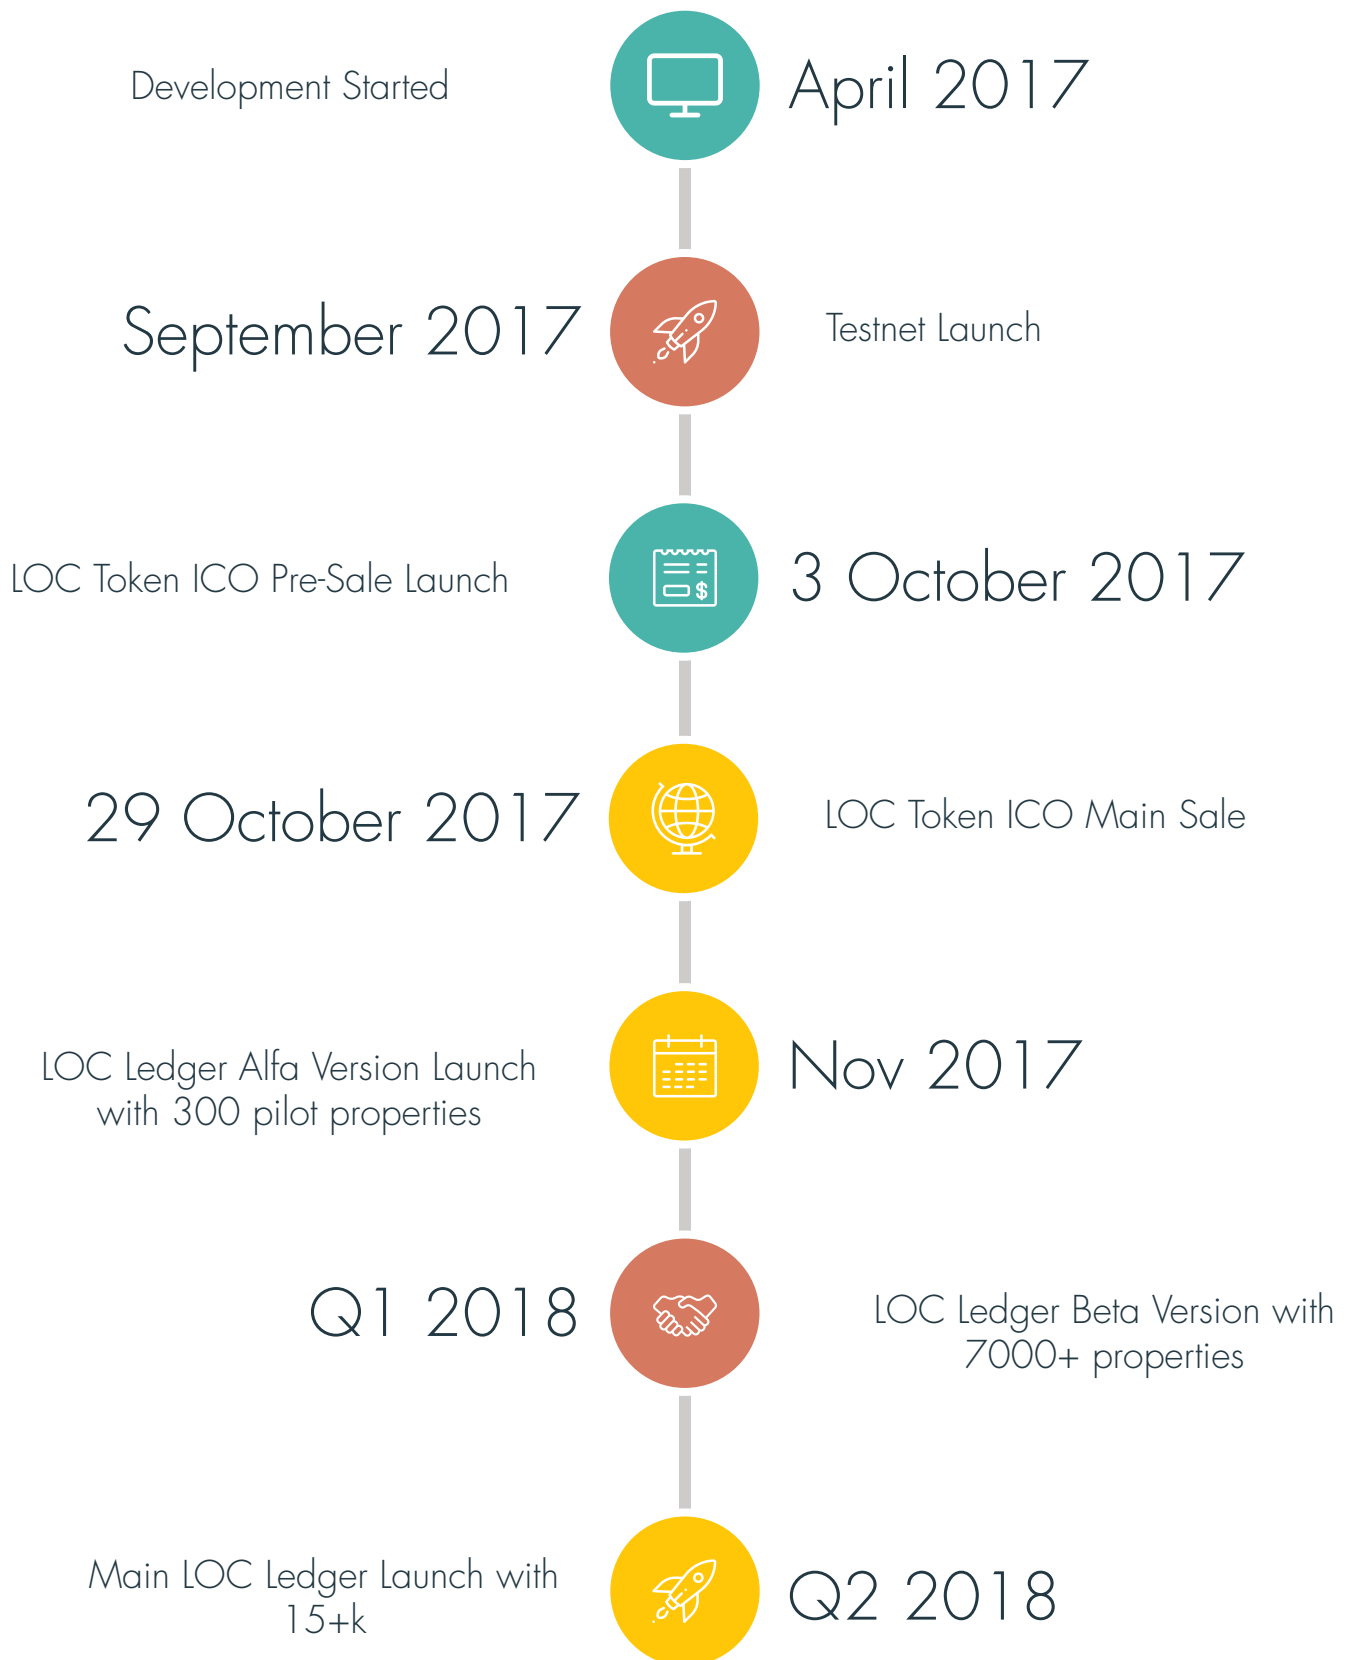 Development Started
April 2017
September 2017
Testnet Launch
LOC Token ICO Pre-Sale Launch
3 October 2017
29 October 2017
LOC Token ICO Main Sale
LOC Ledger Alfa Version Launch
with 300 pilot properties
Nov 2017
Q1 2018
LOC Ledger Beta Version with
7000+ properties
Main LOC Ledger Launch with
15+k
Q2 2018
$